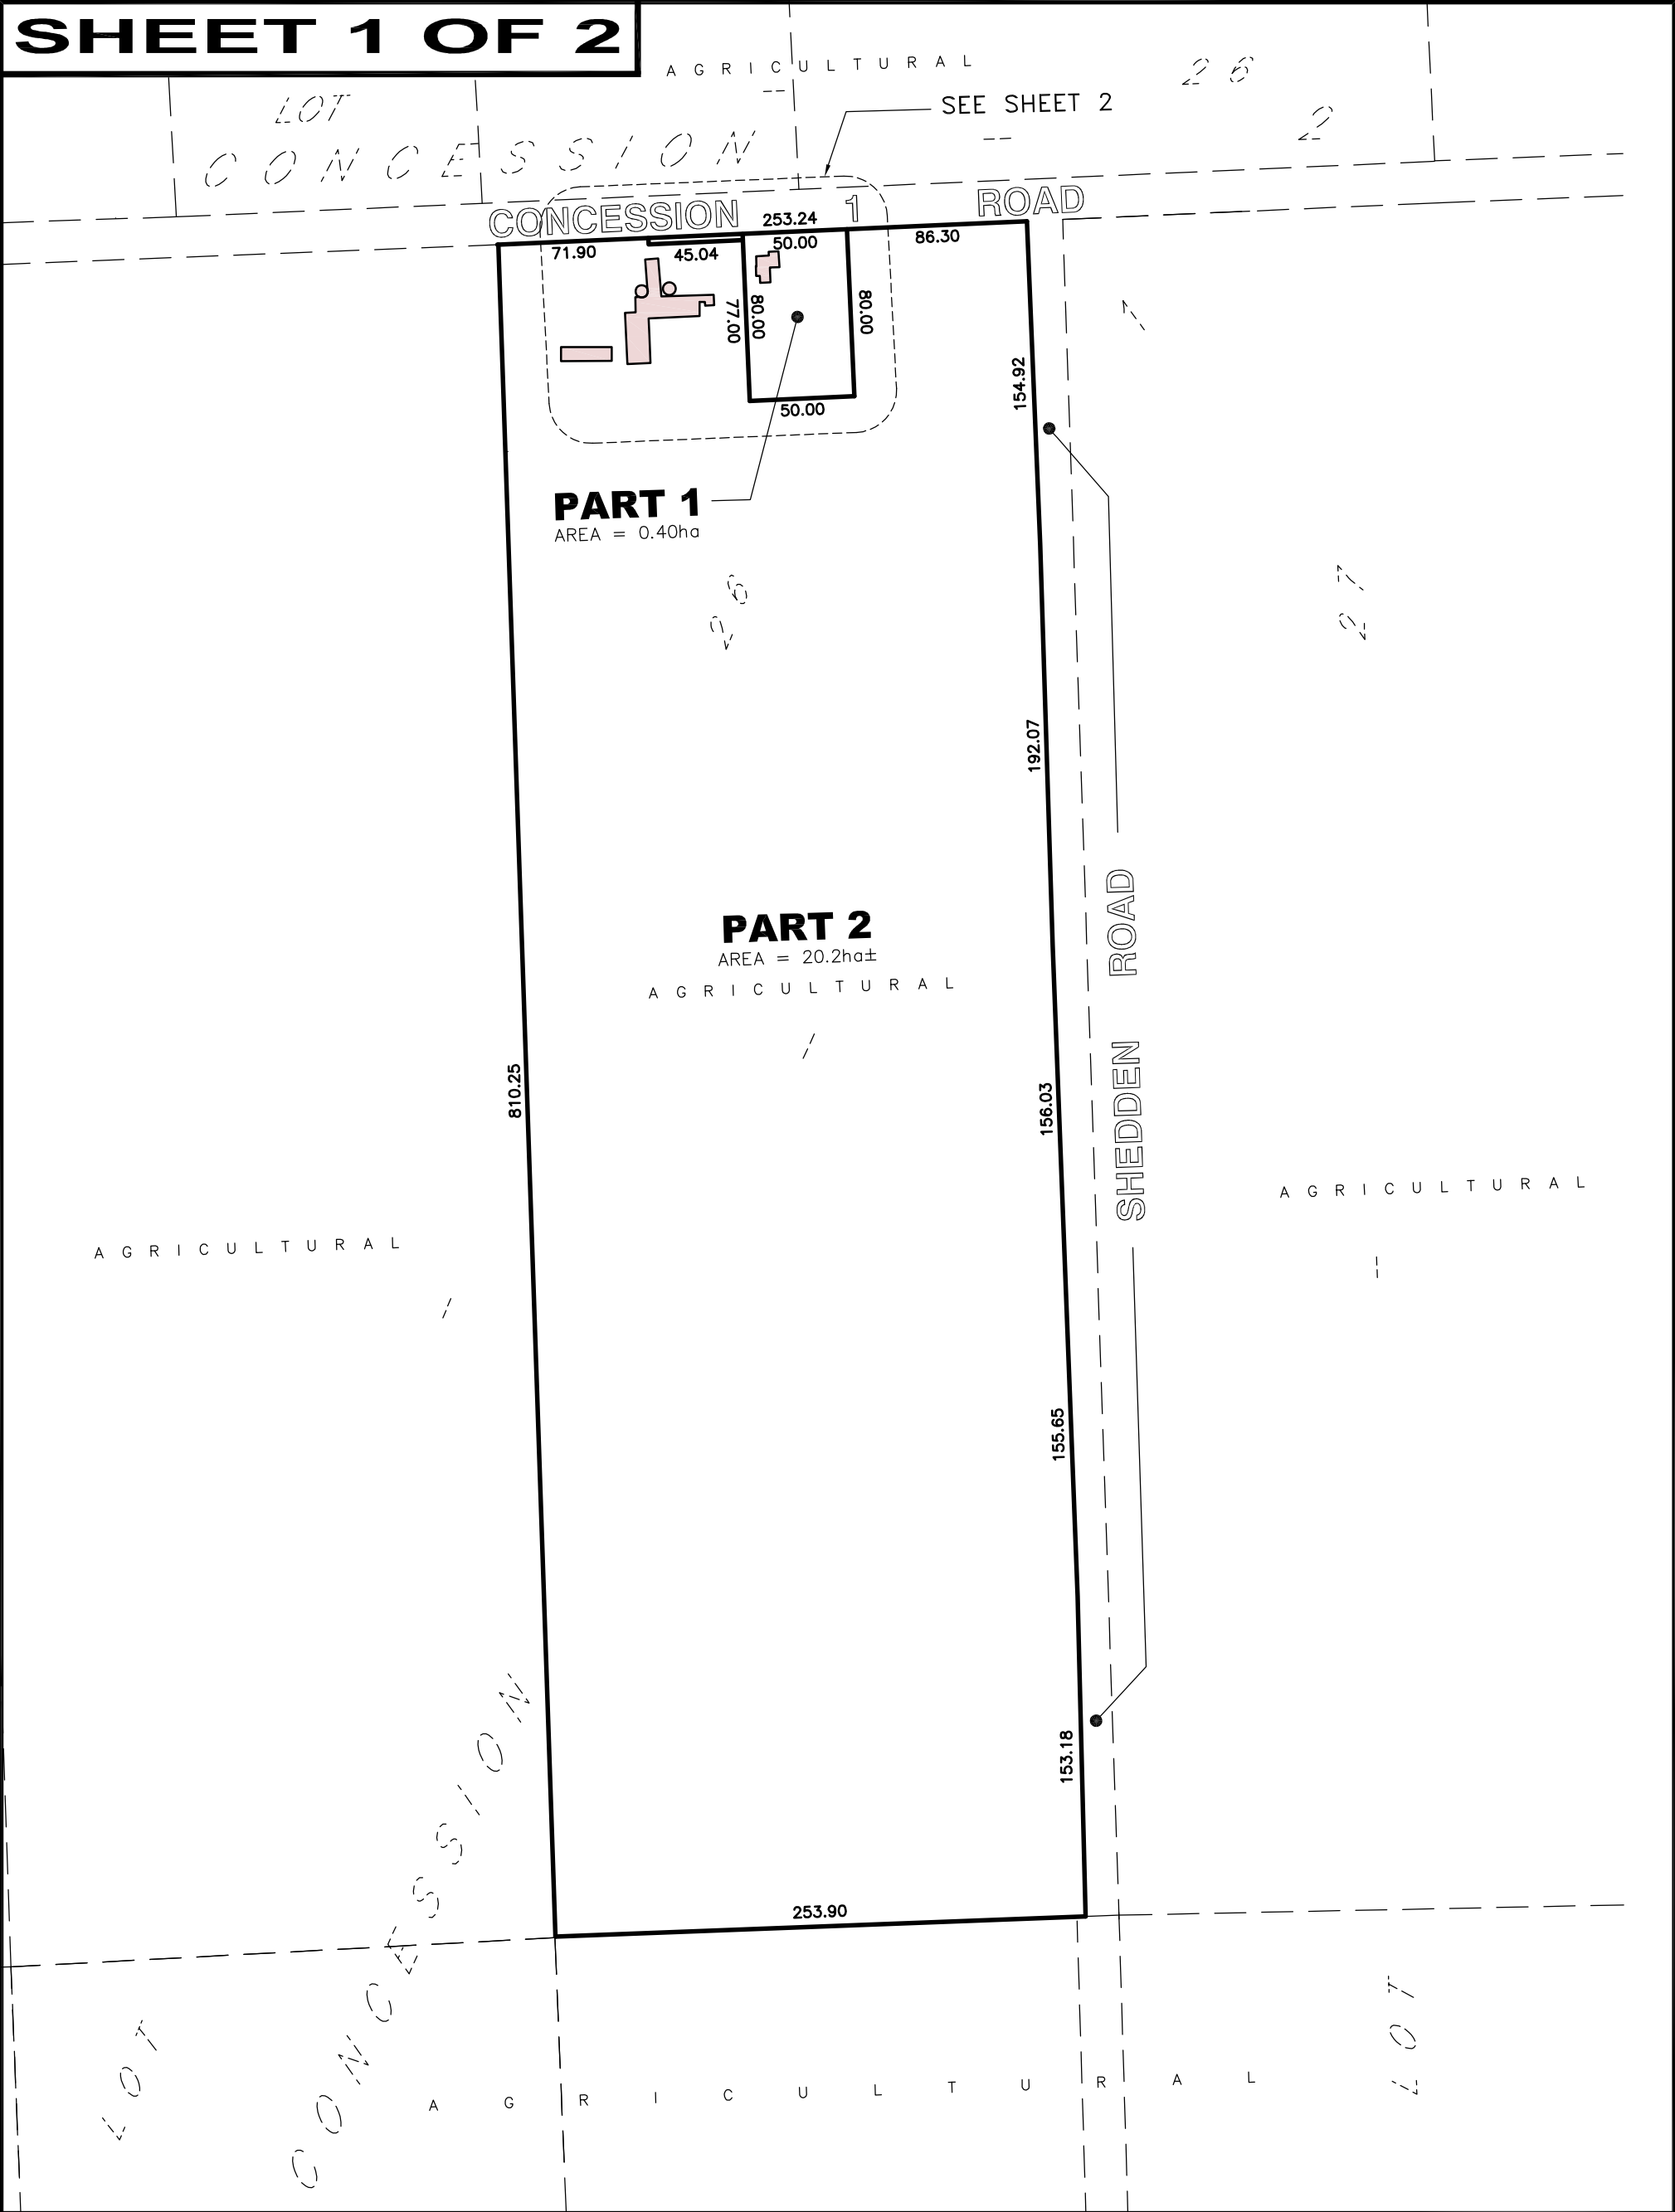 SHEET 1 OF 2
AGRICULTURAL
26
LOT
SEE SHEET 2
2
CONCESSION
CONCESSION 1 ROAD
253.24
71.90
45.04
50.00
86.30
77.00
80.00
80.00
50.00
154.92
1
PART 1
AREA = 0.40ha
26
27
192.07
PART 2
AREA = 20.2ha±
AGRICULTURAL
SHEDDEN ROAD
810.25
156.03
AGRICULTURAL
AGRICULTURAL
155.65
153.18
CONCESSION
253.90
LOT
LOT
AGRICULTURAL